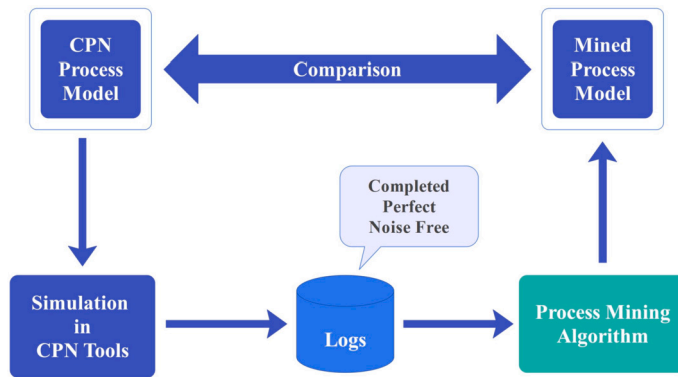 CPN
Process
Model
Comparison
Mined
Process
Model
Completed
Perfect
Noise Free
Simulation
in
CPN Tools
Logs
Process Mining
Algorithm